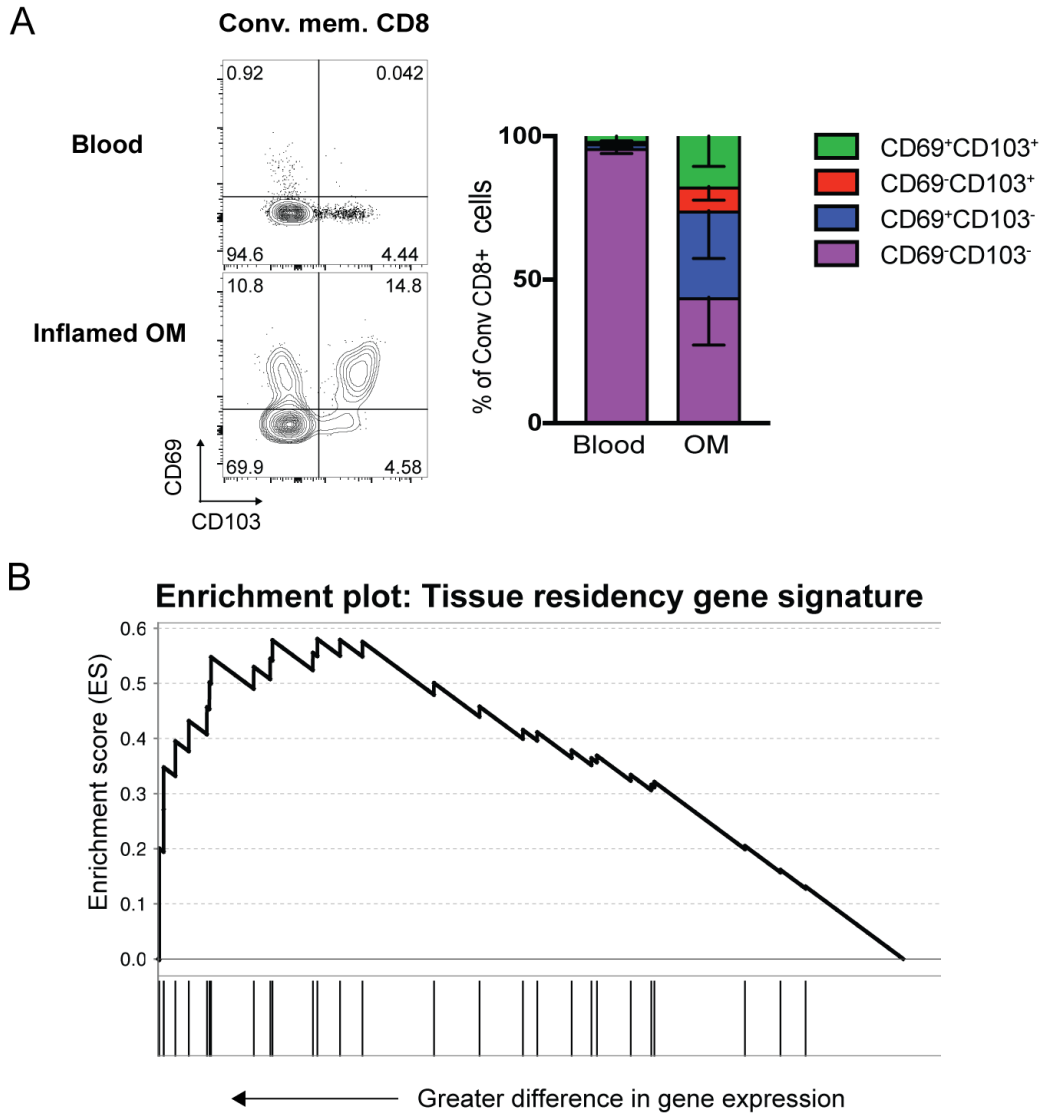 A
Conv. mem. CD8
0.92 0.042
Blood
94.6 4.44
10.8 14.8
Inflamed OM
69.9 4.58
CD69
CD103
% of Conv CD8+ cells
100
50
0
Blood OM
CD69⁺CD103⁺
CD69⁻CD103⁺
CD69⁺CD103⁻
CD69⁻CD103⁻
B
Enrichment plot: Tissue residency gene signature
Enrichment score (ES)
0.6
0.5
0.4
0.3
0.2
0.1
0.0
Greater difference in gene expression